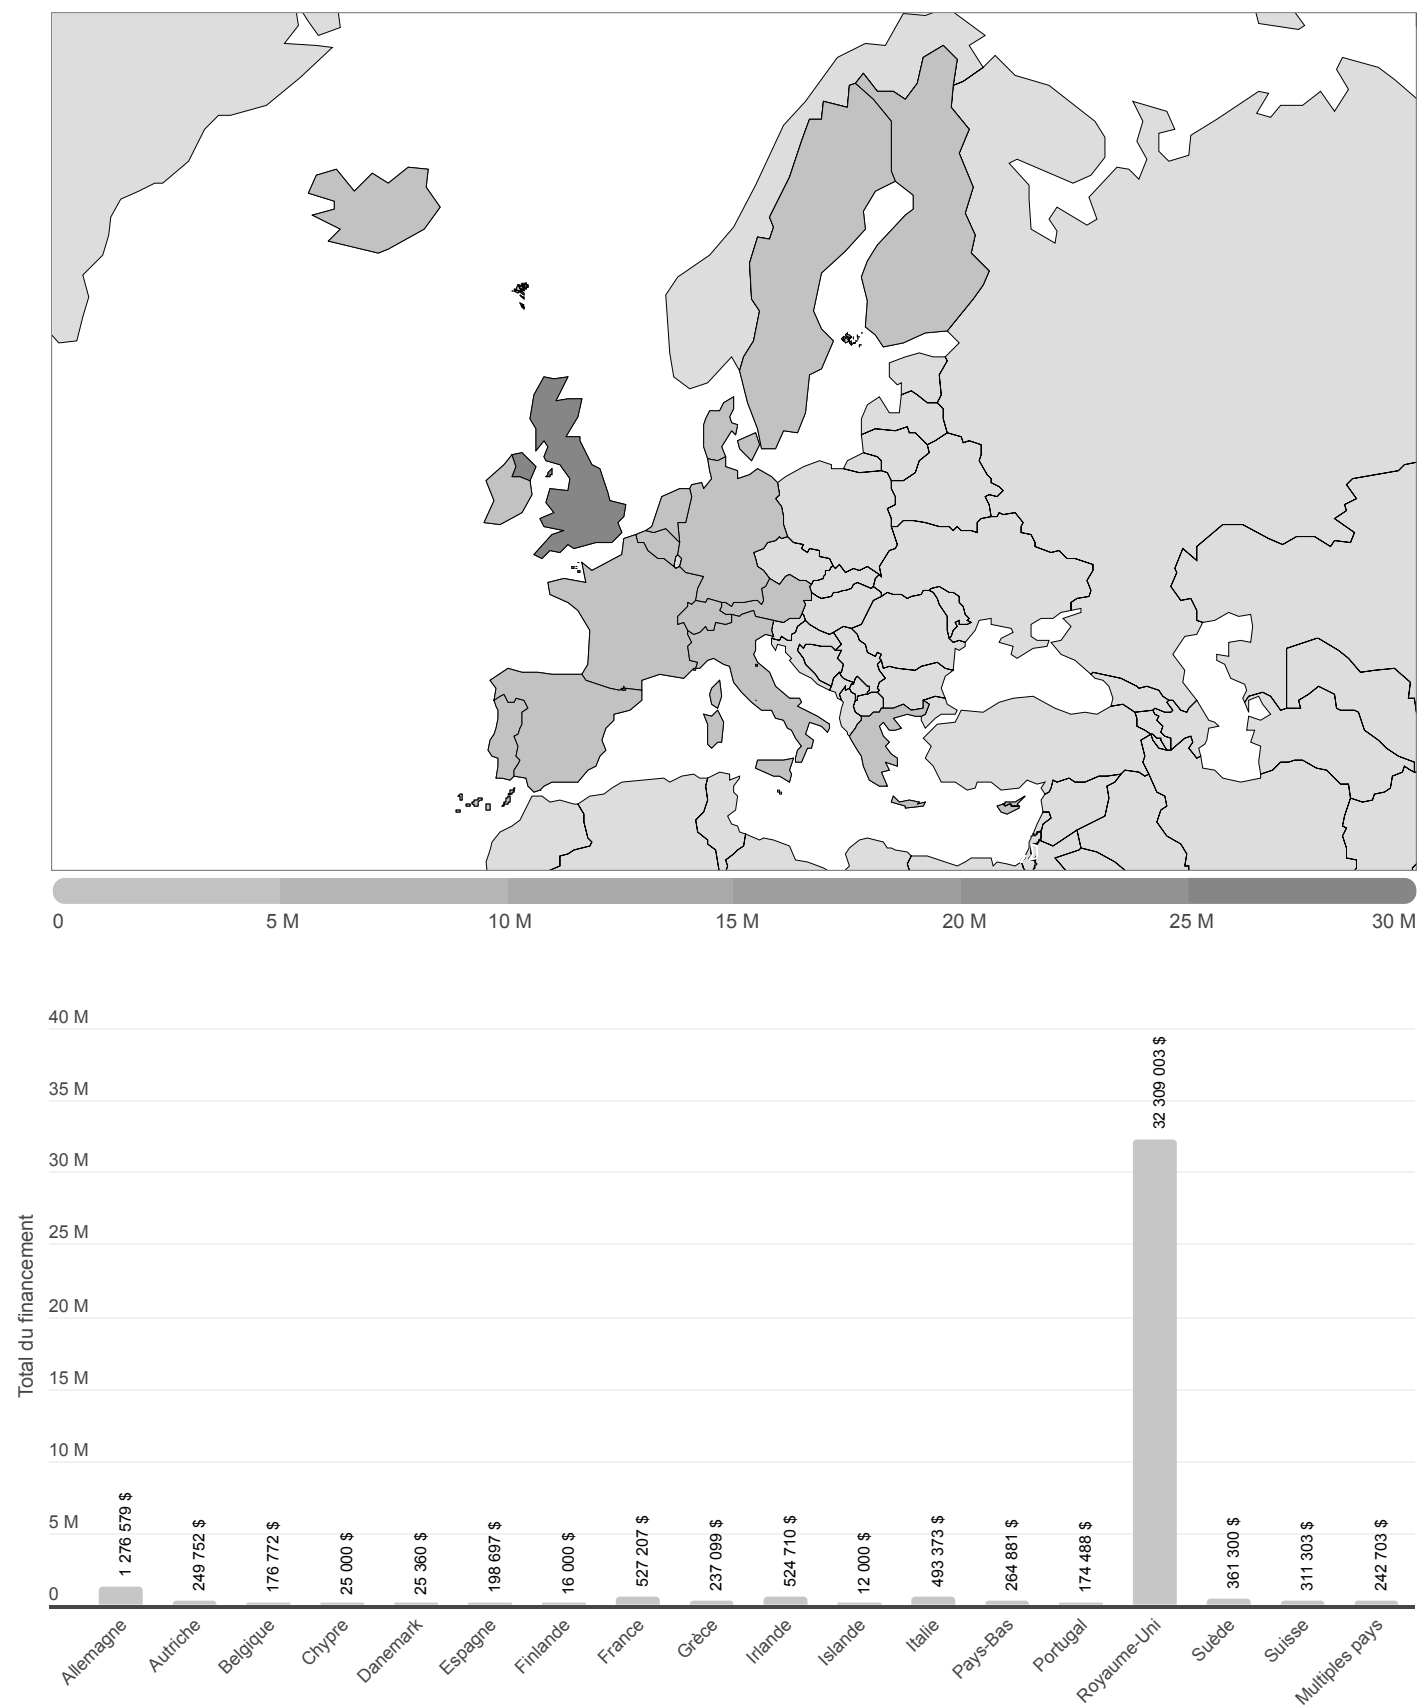 0
5 M
10 M
15 M
20 M
25 M
30 M
40 M
35 M
30 M
25 M
20 M
15 M
10 M
5 M
0
Total du financement
1 276 579 $
249 752 $
176 772 $
25 000 $
25 360 $
198 697 $
16 000 $
527 207 $
237 099 $
524 710 $
12 000 $
493 373 $
264 881 $
174 488 $
32 309 003 $
361 300 $
311 303 $
242 703 $
Allemagne
Autriche
Belgique
Chypre
Danemark
Espagne
Finlande
France
Grèce
Irlande
Islande
Italie
Pays-Bas
Portugal
Royaume-Uni
Suède
Suisse
Multiples pays